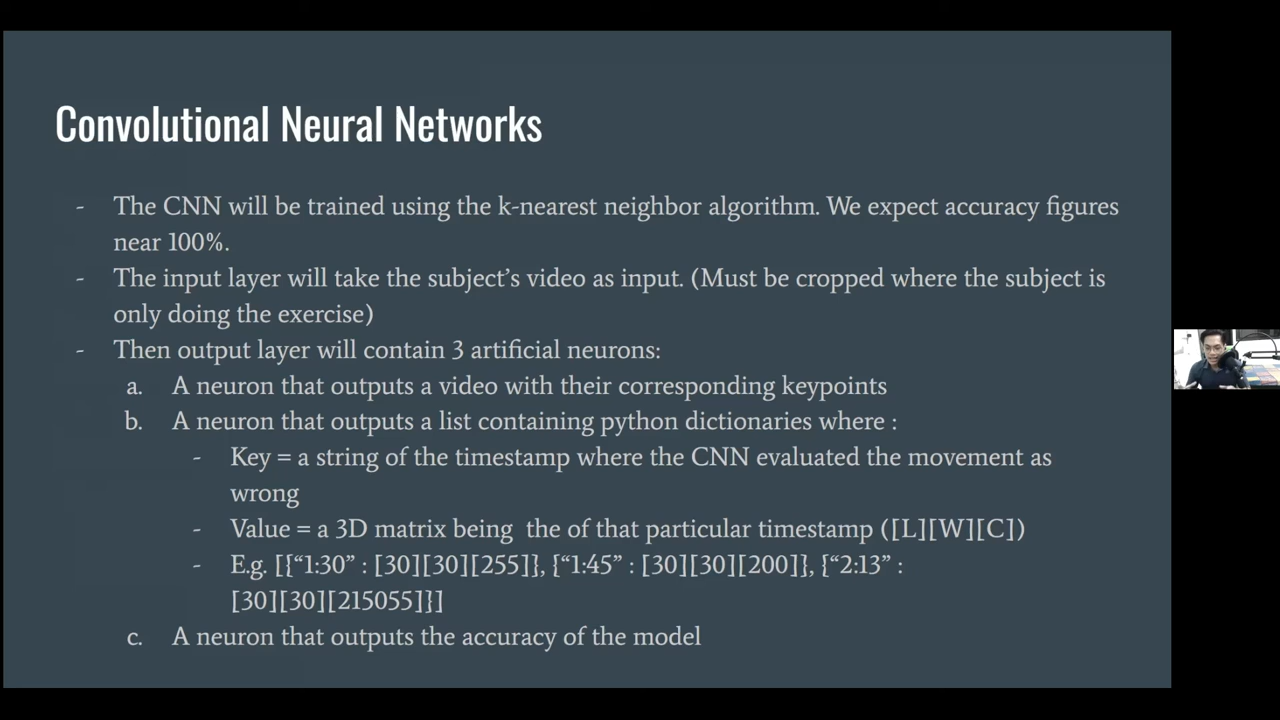 Convolutional Neural Networks
- The CNN will be trained using the k-nearest neighbor algorithm. We expect accuracy figures
near 100%.
- The input layer will take the subject’s video as input. (Must be cropped where the subject is
only doing the exercise)
- Then output layer will contain 3 artificial neurons:
a. A neuron that outputs a video with their corresponding keypoints
b. A neuron that outputs a list containing python dictionaries where :
- Key = a string of the timestamp where the CNN evaluated the movement as
wrong
- Value = a 3D matrix being  the of that particular timestamp ([L][W][C])
- E.g. [{“1:30” : [30][30][255]}, {“1:45” : [30][30][200]}, {“2:13” :
[30][30][215055]}]
c. A neuron that outputs the accuracy of the model